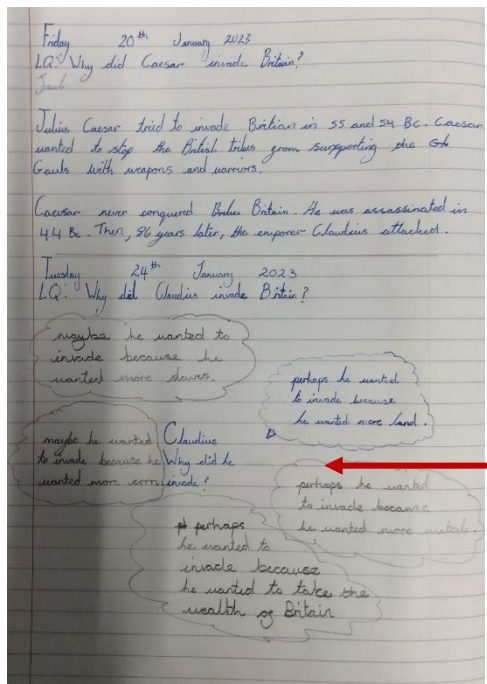 Friday 20th January 2023
LQ: Why did Caesar invade Britain?
Julius Caesar tried to invade Birtian in 55 and 54 BC. Caesar
wanted to stop the British tribes from supporting the
Gauls with weapons and warriors.
Caeusar never conquered Britain. He was assassinated in
44 Bc. Then, 96 years later, the emporer Claudius attacked.
Tuesday 24th January 2023
LQ: Why did Claudius invade Britain?
maybe he wanted to
invade because he
wanted more slaves.
perhaps he wanted
to invade because
he wanted more land.
maybe he wanted
to invade because he
wanted more corn
Claudius
Why did he
invade?
perhaps he wanted
to invade because
he wanted more metals.
perhaps
he wanted to
invade because
he wanted to take the
wealth of Britain